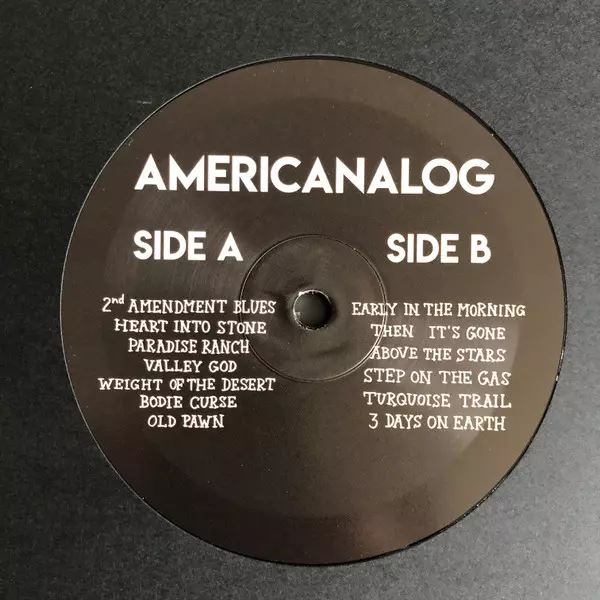 AMERICANALOG
SIDE A
2nd AMENDMENT BLUES
HEART INTO STONE
PARADISE RANCH
VALLEY GOD
WEIGHT OF THE DESERT
BODIE CURSE
OLD PAWN
SIDE B
EARLY IN THE MORNING
THEN IT'S GONE
ABOVE THE STARS
STEP ON THE GAS
TURQUOISE TRAIL
3 DAYS ON EARTH